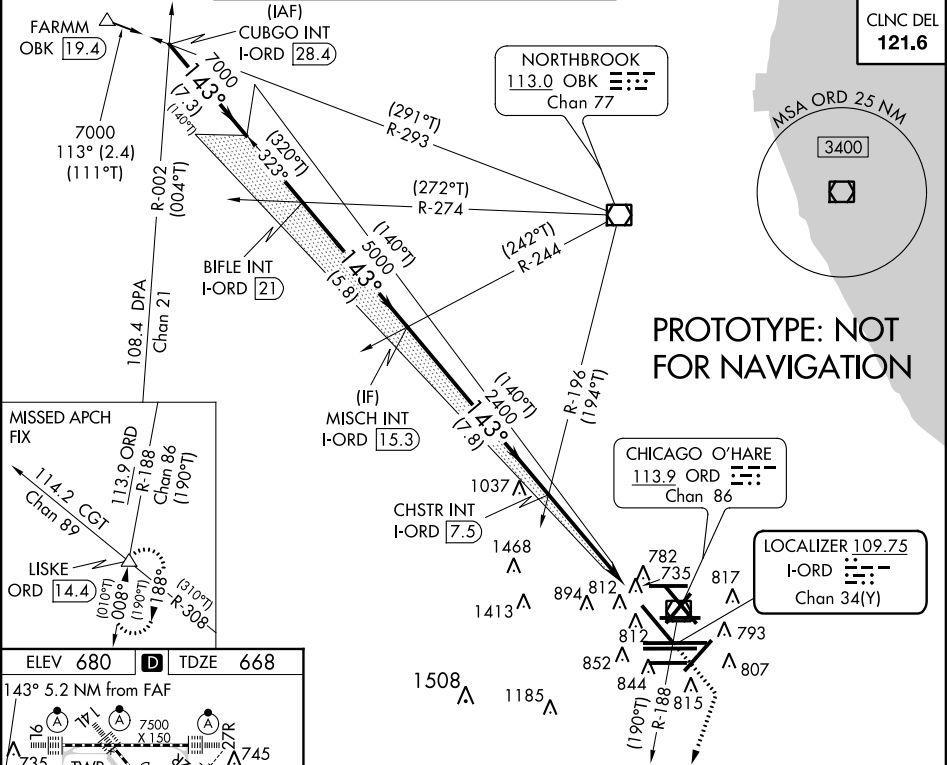 (IAF)
CUBGO INT
I-ORD 28.4
FARMM
OBK 19.4
CLNC DEL
121.6
NORTHBROOK
113.0 OBK
Chan 77
MSA ORD 25 NM
3400
7000
143°
(7.3)
(140°T)
7000
113° (2.4)
(111°T)
(291°T)
R-293
(320°T)
323°
(272°T)
R-274
R-002
(004°T)
(242°T)
R-244
BIFLE INT
I-ORD 21
(140°T)
5000
143°
(5.8)
108.4 DPA
Chan 21
PROTOTYPE: NOT
FOR NAVIGATION
(IF)
MISCH INT
I-ORD 15.3
(140°T)
2400
143°
(7.8)
R-196
(194°T)
MISSED APCH
FIX
114.2 CGT
Chan 89
113.9 ORD
R-188
Chan 86
(190°T)
LISKE
ORD 14.4
(010°T)
008°
(190°T)
188°
(310°T)
R-308
CHICAGO O'HARE
113.9 ORD
Chan 86
1037
CHSTR INT
I-ORD 7.5
LOCALIZER 109.75
I-ORD
Chan 34(Y)
1468
782
735
817
1413
894
812
812
793
852
807
844
815
1508
1185
(190°T)
R-188
ELEV 680 D TDZE 668
143° 5.2 NM from FAF
A
A
A
7500
X 150
9L
14L
27R
735
745
TWR